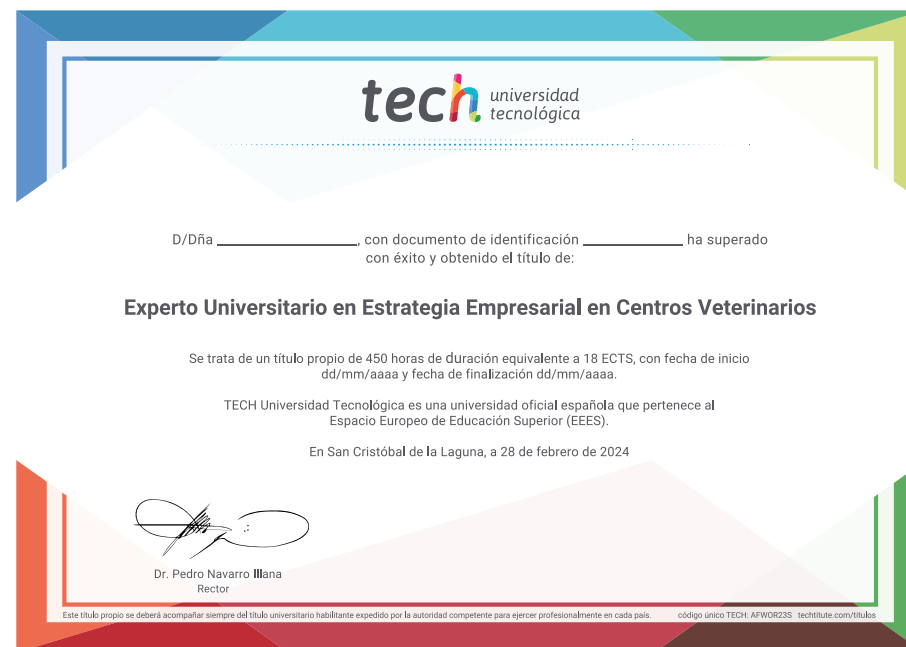 tech universidad
tecnológica
D/Dña ____________________, con documento de identificación ______________ ha superado
con éxito y obtenido el título de:
Experto Universitario en Estrategia Empresarial en Centros Veterinarios
Se trata de un título propio de 450 horas de duración equivalente a 18 ECTS, con fecha de inicio
dd/mm/aaaa y fecha de finalización dd/mm/aaaa.
TECH Universidad Tecnológica es una universidad oficial española que pertenece al
Espacio Europeo de Educación Superior (EEES).
En San Cristóbal de la Laguna, a 28 de febrero de 2024
Dr. Pedro Navarro Illana
Rector
Este título propio se deberá acompañar siempre del título universitario habilitante expedido por la autoridad competente para ejercer profesionalmente en cada país. código único TECH: AFWOR23S techtitute.com/titulos